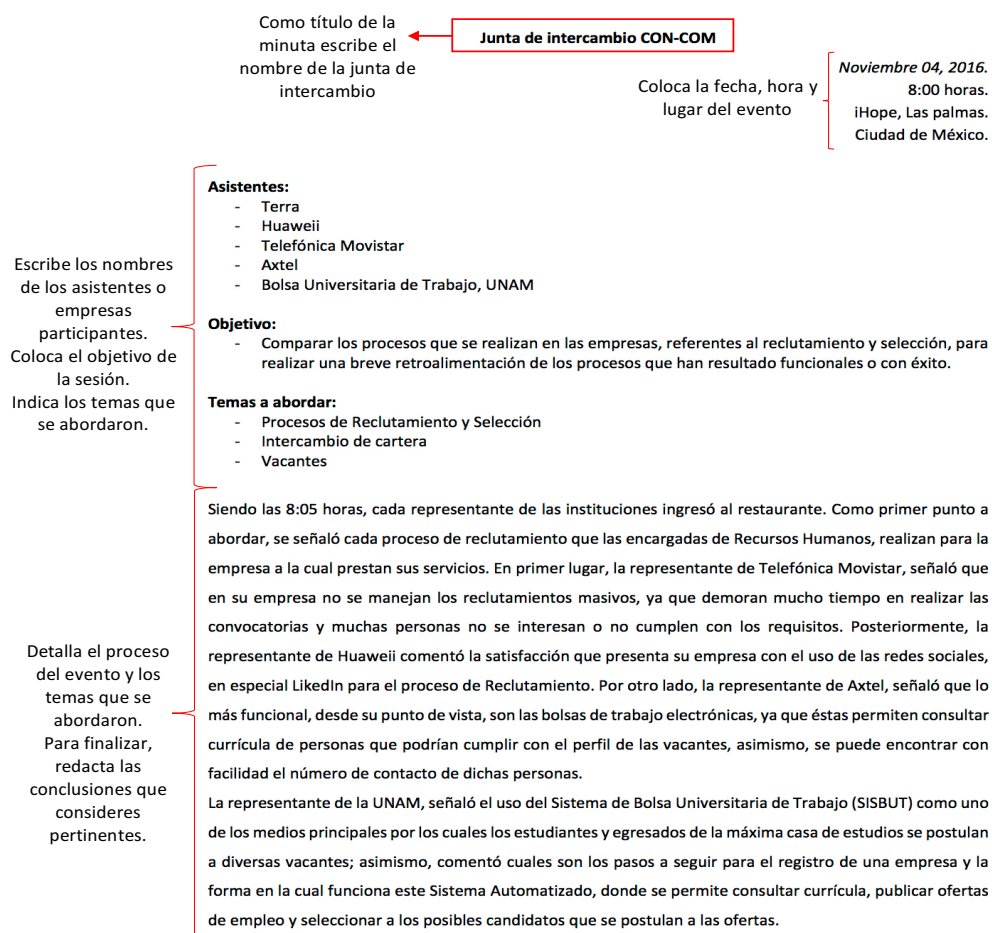 Como título de la
minuta escribe el
nombre de la junta de
intercambio
Junta de intercambio CON-COM
Coloca la fecha, hora y
lugar del evento
Noviembre 04, 2016.
8:00 horas.
iHope, Las palmas.
Ciudad de México.
Escribe los nombres
de los asistentes o
empresas
participantes.
Coloca el objetivo de
la sesión.
Indica los temas que
se abordaron.
Asistentes:
- Terra
- Huaweii
- Telefónica Movistar
- Axtel
- Bolsa Universitaria de Trabajo, UNAM
Objetivo:
- Comparar los procesos que se realizan en las empresas, referentes al reclutamiento y selección, para
realizar una breve retroalimentación de los procesos que han resultado funcionales o con éxito.
Temas a abordar:
- Procesos de Reclutamiento y Selección
- Intercambio de cartera
- Vacantes
Detalla el proceso
del evento y los
temas que se
abordaron.
Para finalizar,
redacta las
conclusiones que
consideres
pertinentes.
Siendo las 8:05 horas, cada representante de las instituciones ingresó al restaurante. Como primer punto a
abordar, se señaló cada proceso de reclutamiento que las encargadas de Recursos Humanos, realizan para la
empresa a la cual prestan sus servicios. En primer lugar, la representante de Telefónica Movistar, señaló que
en su empresa no se manejan los reclutamientos masivos, ya que demoran mucho tiempo en realizar las
convocatorias y muchas personas no se interesan o no cumplen con los requisitos. Posteriormente, la
representante de Huaweii comentó la satisfacción que presenta su empresa con el uso de las redes sociales,
en especial LikedIn para el proceso de Reclutamiento. Por otro lado, la representante de Axtel, señaló que lo
más funcional, desde su punto de vista, son las bolsas de trabajo electrónicas, ya que éstas permiten consultar
currícula de personas que podrían cumplir con el perfil de las vacantes, asimismo, se puede encontrar con
facilidad el número de contacto de dichas personas.
La representante de la UNAM, señaló el uso del Sistema de Bolsa Universitaria de Trabajo (SISBUT) como uno
de los medios principales por los cuales los estudiantes y egresados de la máxima casa de estudios se postulan
a diversas vacantes; asimismo, comentó cuales son los pasos a seguir para el registro de una empresa y la
forma en la cual funciona este Sistema Automatizado, donde se permite consultar currícula, publicar ofertas
de empleo y seleccionar a los posibles candidatos que se postulan a las ofertas.